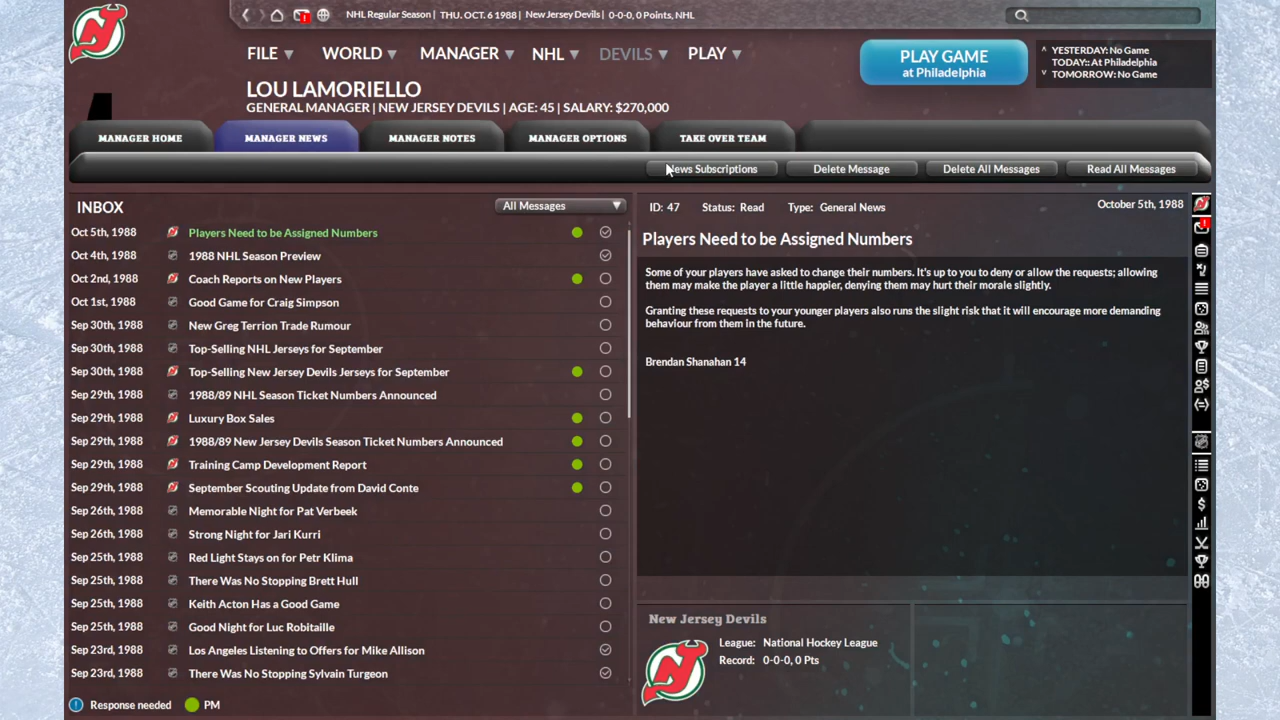 NHL Regular Season | THU. OCT. 6 1988 | New Jersey Devils | 0-0-0, 0 Points, NHL
FILE WORLD MANAGER NHL DEVILS PLAY
PLAY GAME
at Philadelphia
YESTERDAY: No Game
TODAY:: At Philadelphia
TOMORROW: No Game
LOU LAMORIELLO
GENERAL MANAGER | NEW JERSEY DEVILS | AGE: 45 | SALARY: $270,000
MANAGER HOME MANAGER NEWS MANAGER NOTES MANAGER OPTIONS TAKE OVER TEAM
News Subscriptions Delete Message Delete All Messages Read All Messages
INBOX All Messages
Oct 5th, 1988 Players Need to be Assigned Numbers
Oct 4th, 1988 1988 NHL Season Preview
Oct 2nd, 1988 Coach Reports on New Players
Oct 1st, 1988 Good Game for Craig Simpson
Sep 30th, 1988 New Greg Terrion Trade Rumour
Sep 30th, 1988 Top-Selling NHL Jerseys for September
Sep 30th, 1988 Top-Selling New Jersey Devils Jerseys for September
Sep 29th, 1988 1988/89 NHL Season Ticket Numbers Announced
Sep 29th, 1988 Luxury Box Sales
Sep 29th, 1988 1988/89 New Jersey Devils Season Ticket Numbers Announced
Sep 29th, 1988 Training Camp Development Report
Sep 29th, 1988 September Scouting Update from David Conte
Sep 26th, 1988 Memorable Night for Pat Verbeek
Sep 26th, 1988 Strong Night for Jari Kurri
Sep 25th, 1988 Red Light Stays on for Petr Klima
Sep 25th, 1988 There Was No Stopping Brett Hull
Sep 25th, 1988 Keith Acton Has a Good Game
Sep 25th, 1988 Good Night for Luc Robitaille
Sep 23rd, 1988 Los Angeles Listening to Offers for Mike Allison
Sep 23rd, 1988 There Was No Stopping Sylvain Turgeon
Response needed PM
ID: 47 Status: Read Type: General News October 5th, 1988
Players Need to be Assigned Numbers
Some of your players have asked to change their numbers. It's up to you to deny or allow the requests; allowing
them may make the player a little happier, denying them may hurt their morale slightly.
Granting these requests to your younger players also runs the slight risk that it will encourage more demanding
behaviour from them in the future.
Brendan Shanahan 14
New Jersey Devils
League: National Hockey League
Record: 0-0-0, 0 Pts